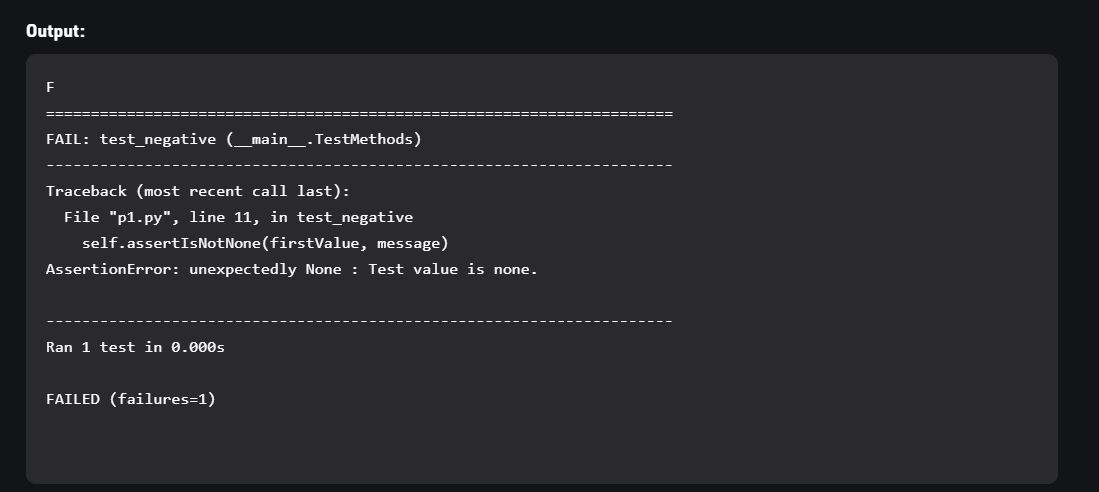 Output:
F
======================================================================
FAIL: test_negative (__main__.TestMethods)
----------------------------------------------------------------------
Traceback (most recent call last):
  File "p1.py", line 11, in test_negative
    self.assertIsNotNone(firstValue, message)
AssertionError: unexpectedly None : Test value is none.
----------------------------------------------------------------------
Ran 1 test in 0.000s
FAILED (failures=1)